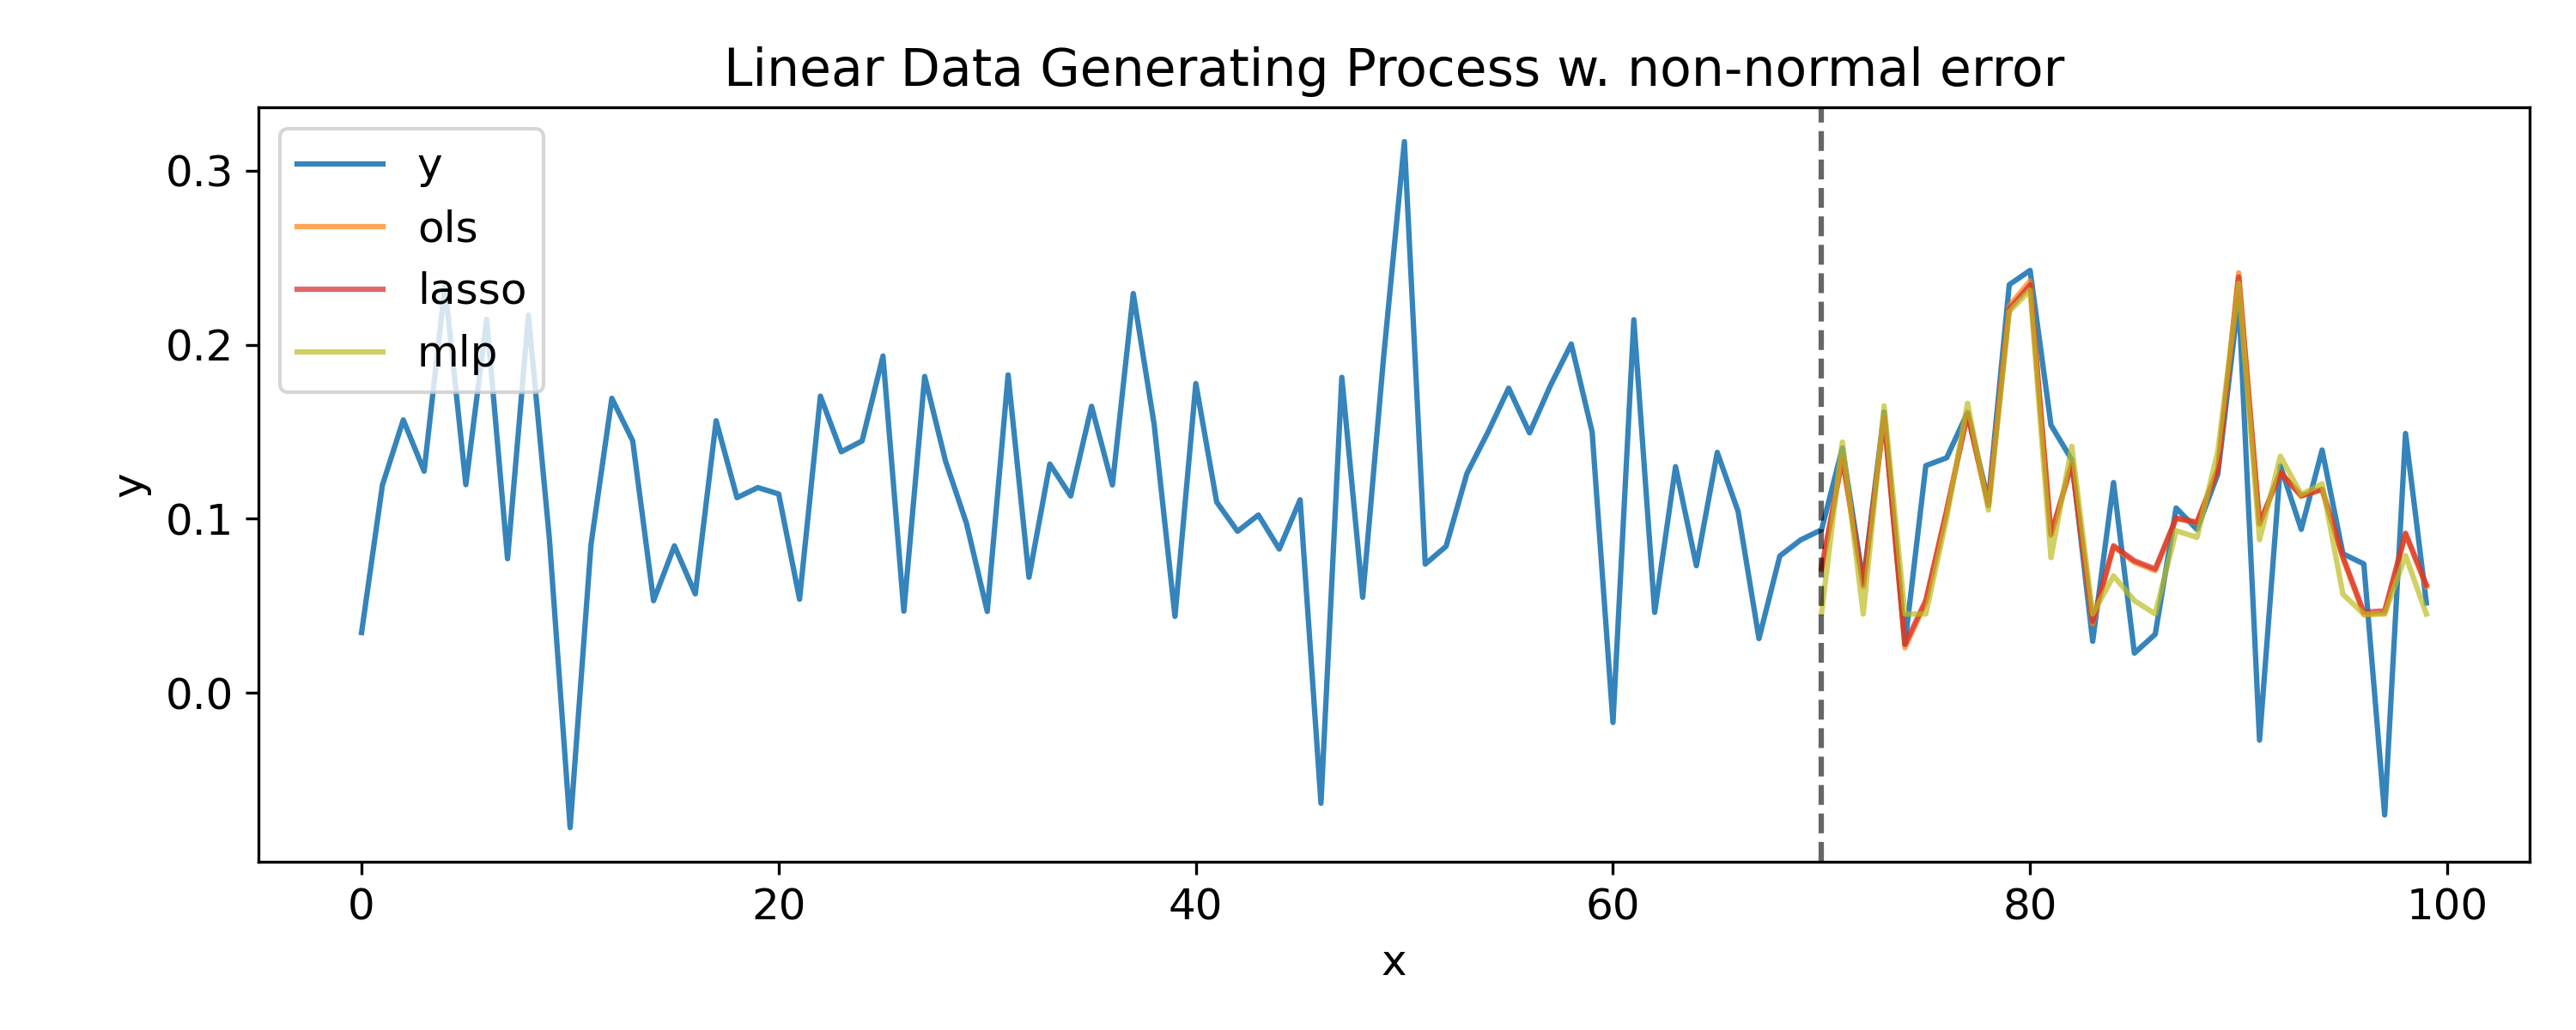 Linear Data Generating Process w. non-normal error
y
ols
lasso
mlp
0.3
0.2
0.1
0.0
y
0 20 40 60 80 100
x